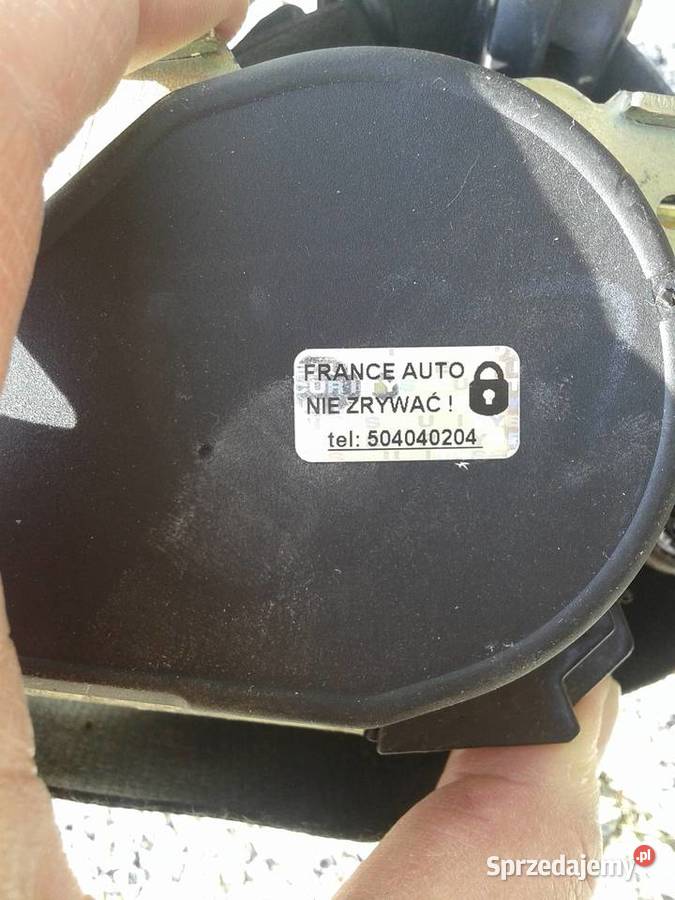 FRANCE AUTO
NIE ZRYWAĆ !
tel: 504040204
Sprzedajemy.pl